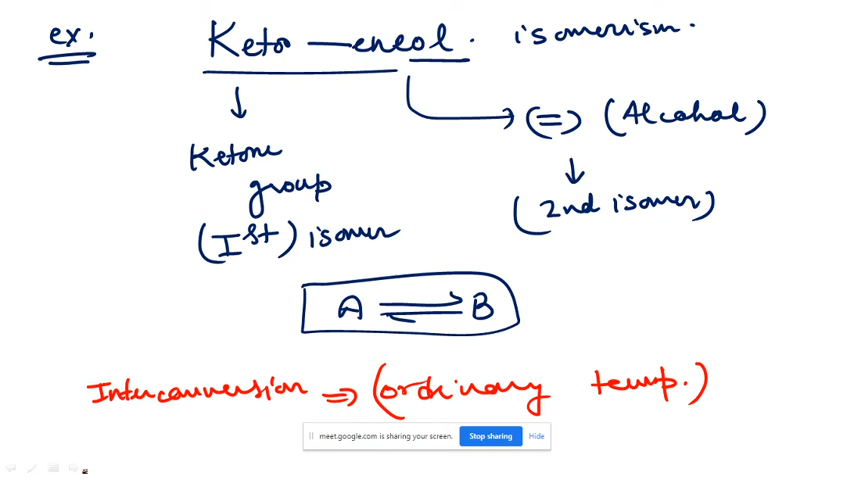 ex. Keto - eneol. isomerism.
(=) (Alcohal)
Ketone
group
(Ist) isomer
(2nd isomer)
A ⇌ B
Interconversion ⇒ (ordinary temp.)
meet.google.com is sharing your screen. Stop sharing Hide